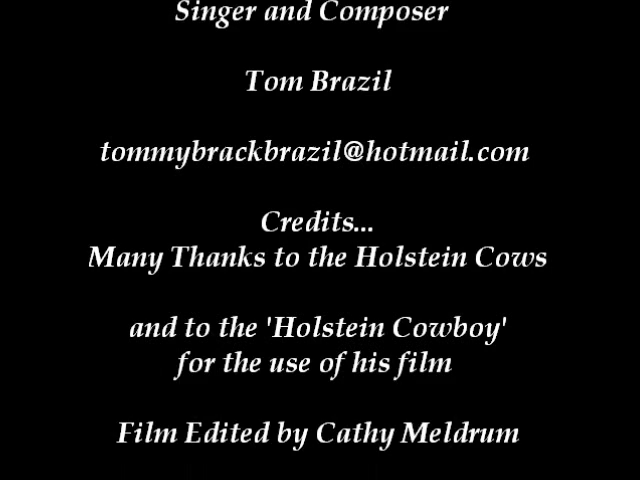 Singer and Composer
Tom Brazil
tommybrackbrazil@hotmail.com
Credits...
Many Thanks to the Holstein Cows
and to the 'Holstein Cowboy'
for the use of his film
Film Edited by Cathy Meldrum